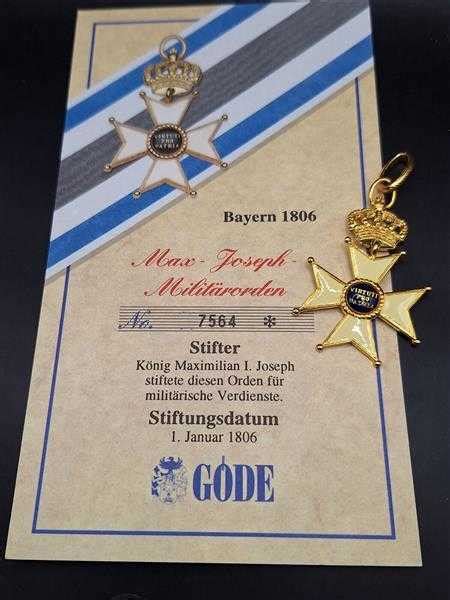 VIRTUTI
PRO
PATRIA
Bayern 1806
Max-Joseph-
Militärorden
No. 7564 *
Stifter
König Maximilian I. Joseph
stiftete diesen Orden für
militärische Verdienste.
Stiftungsdatum
1. Januar 1806
GÖDE
VIRTUTI
PRO
PATRIA